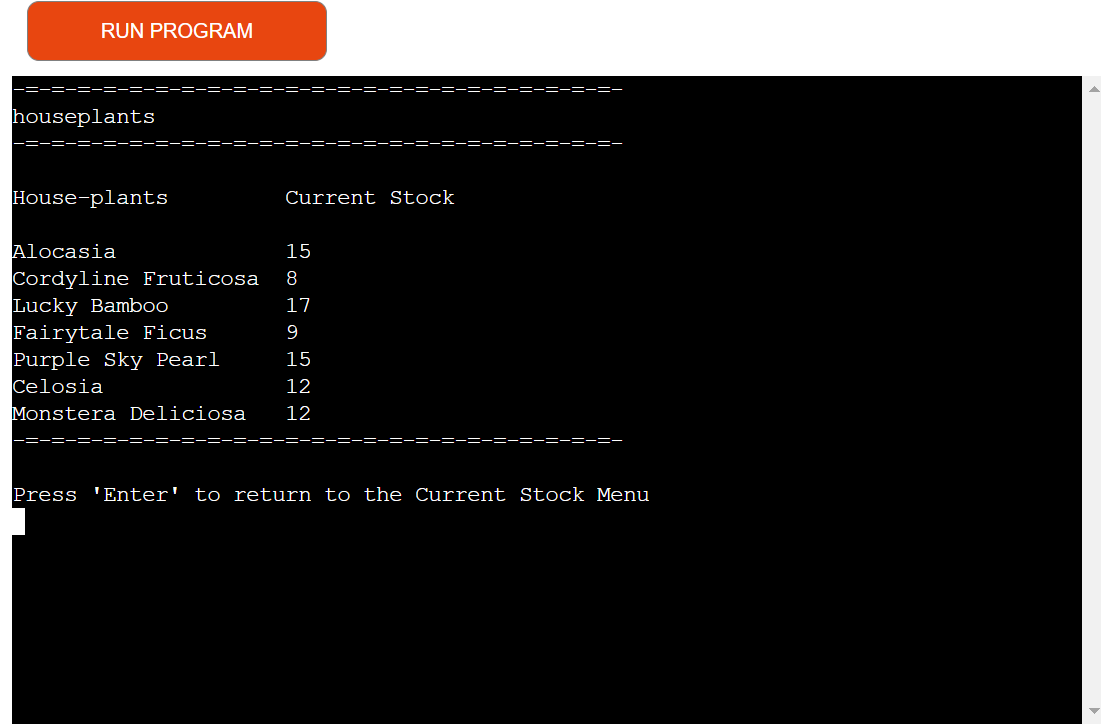 RUN PROGRAM
-=-=-=-=-=-=-=-=-=-=-=-=-=-=-=-=-=-=-=-=-=-=-=-
houseplants
-=-=-=-=-=-=-=-=-=-=-=-=-=-=-=-=-=-=-=-=-=-=-=-
House-plants         Current Stock
Alocasia             15
Cordyline Fruticosa  8
Lucky Bamboo         17
Fairytale Ficus      9
Purple Sky Pearl     15
Celosia              12
Monstera Deliciosa   12
-=-=-=-=-=-=-=-=-=-=-=-=-=-=-=-=-=-=-=-=-=-=-=-
Press 'Enter' to return to the Current Stock Menu